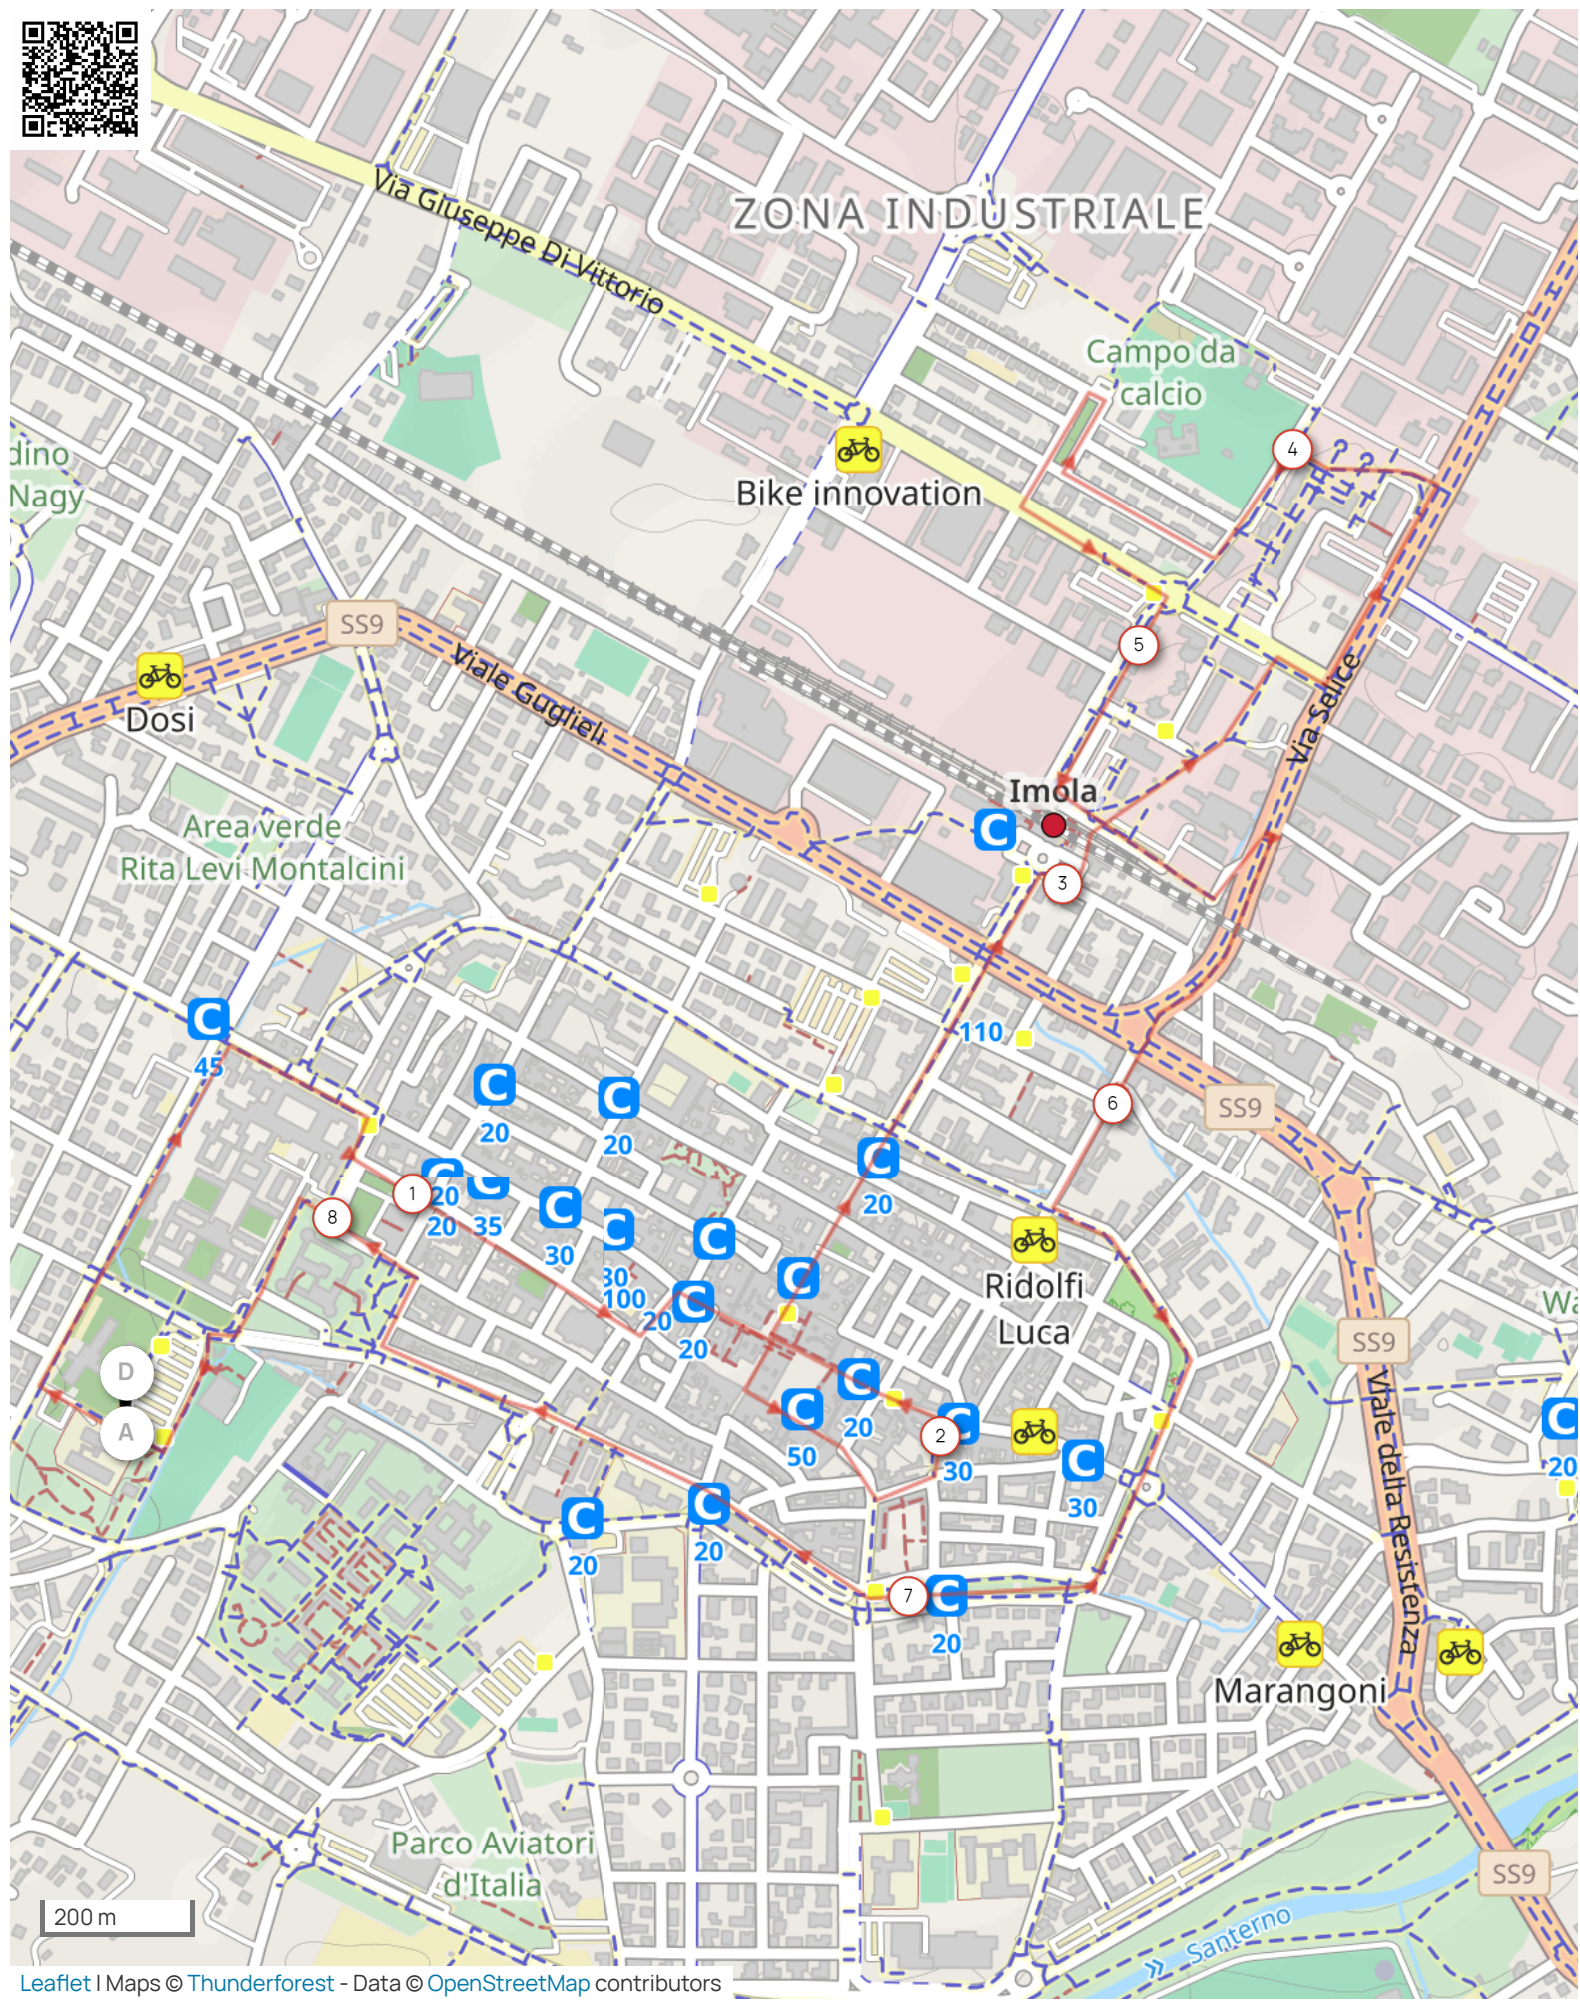 Via Giuseppe Di Vittorio
ZONA INDUSTRIALE
Campo da
calcio
4
dino
Nagy
Bike innovation
SS9
5
Viale Guglieli
Dosi
Via Selice
Imola
C
Area verde
Rita Levi Montalcini
3
C
45
110
C
20
C
20
6
SS9
C
20
1
20
20
C
35
8
C
30
C
30
100
C
C
20
C
20
Ridolfi
Luca
Wa
SS9
D
A
C
20
C
50
2
C
30
C
30
C
20
Viale della Resistenza
C
20
C
20
7
C
20
Marangoni
Parco Aviatori
d'Italia
SS9
Santerno
200 m
Leaflet | Maps © Thunderforest - Data © OpenStreetMap contributors